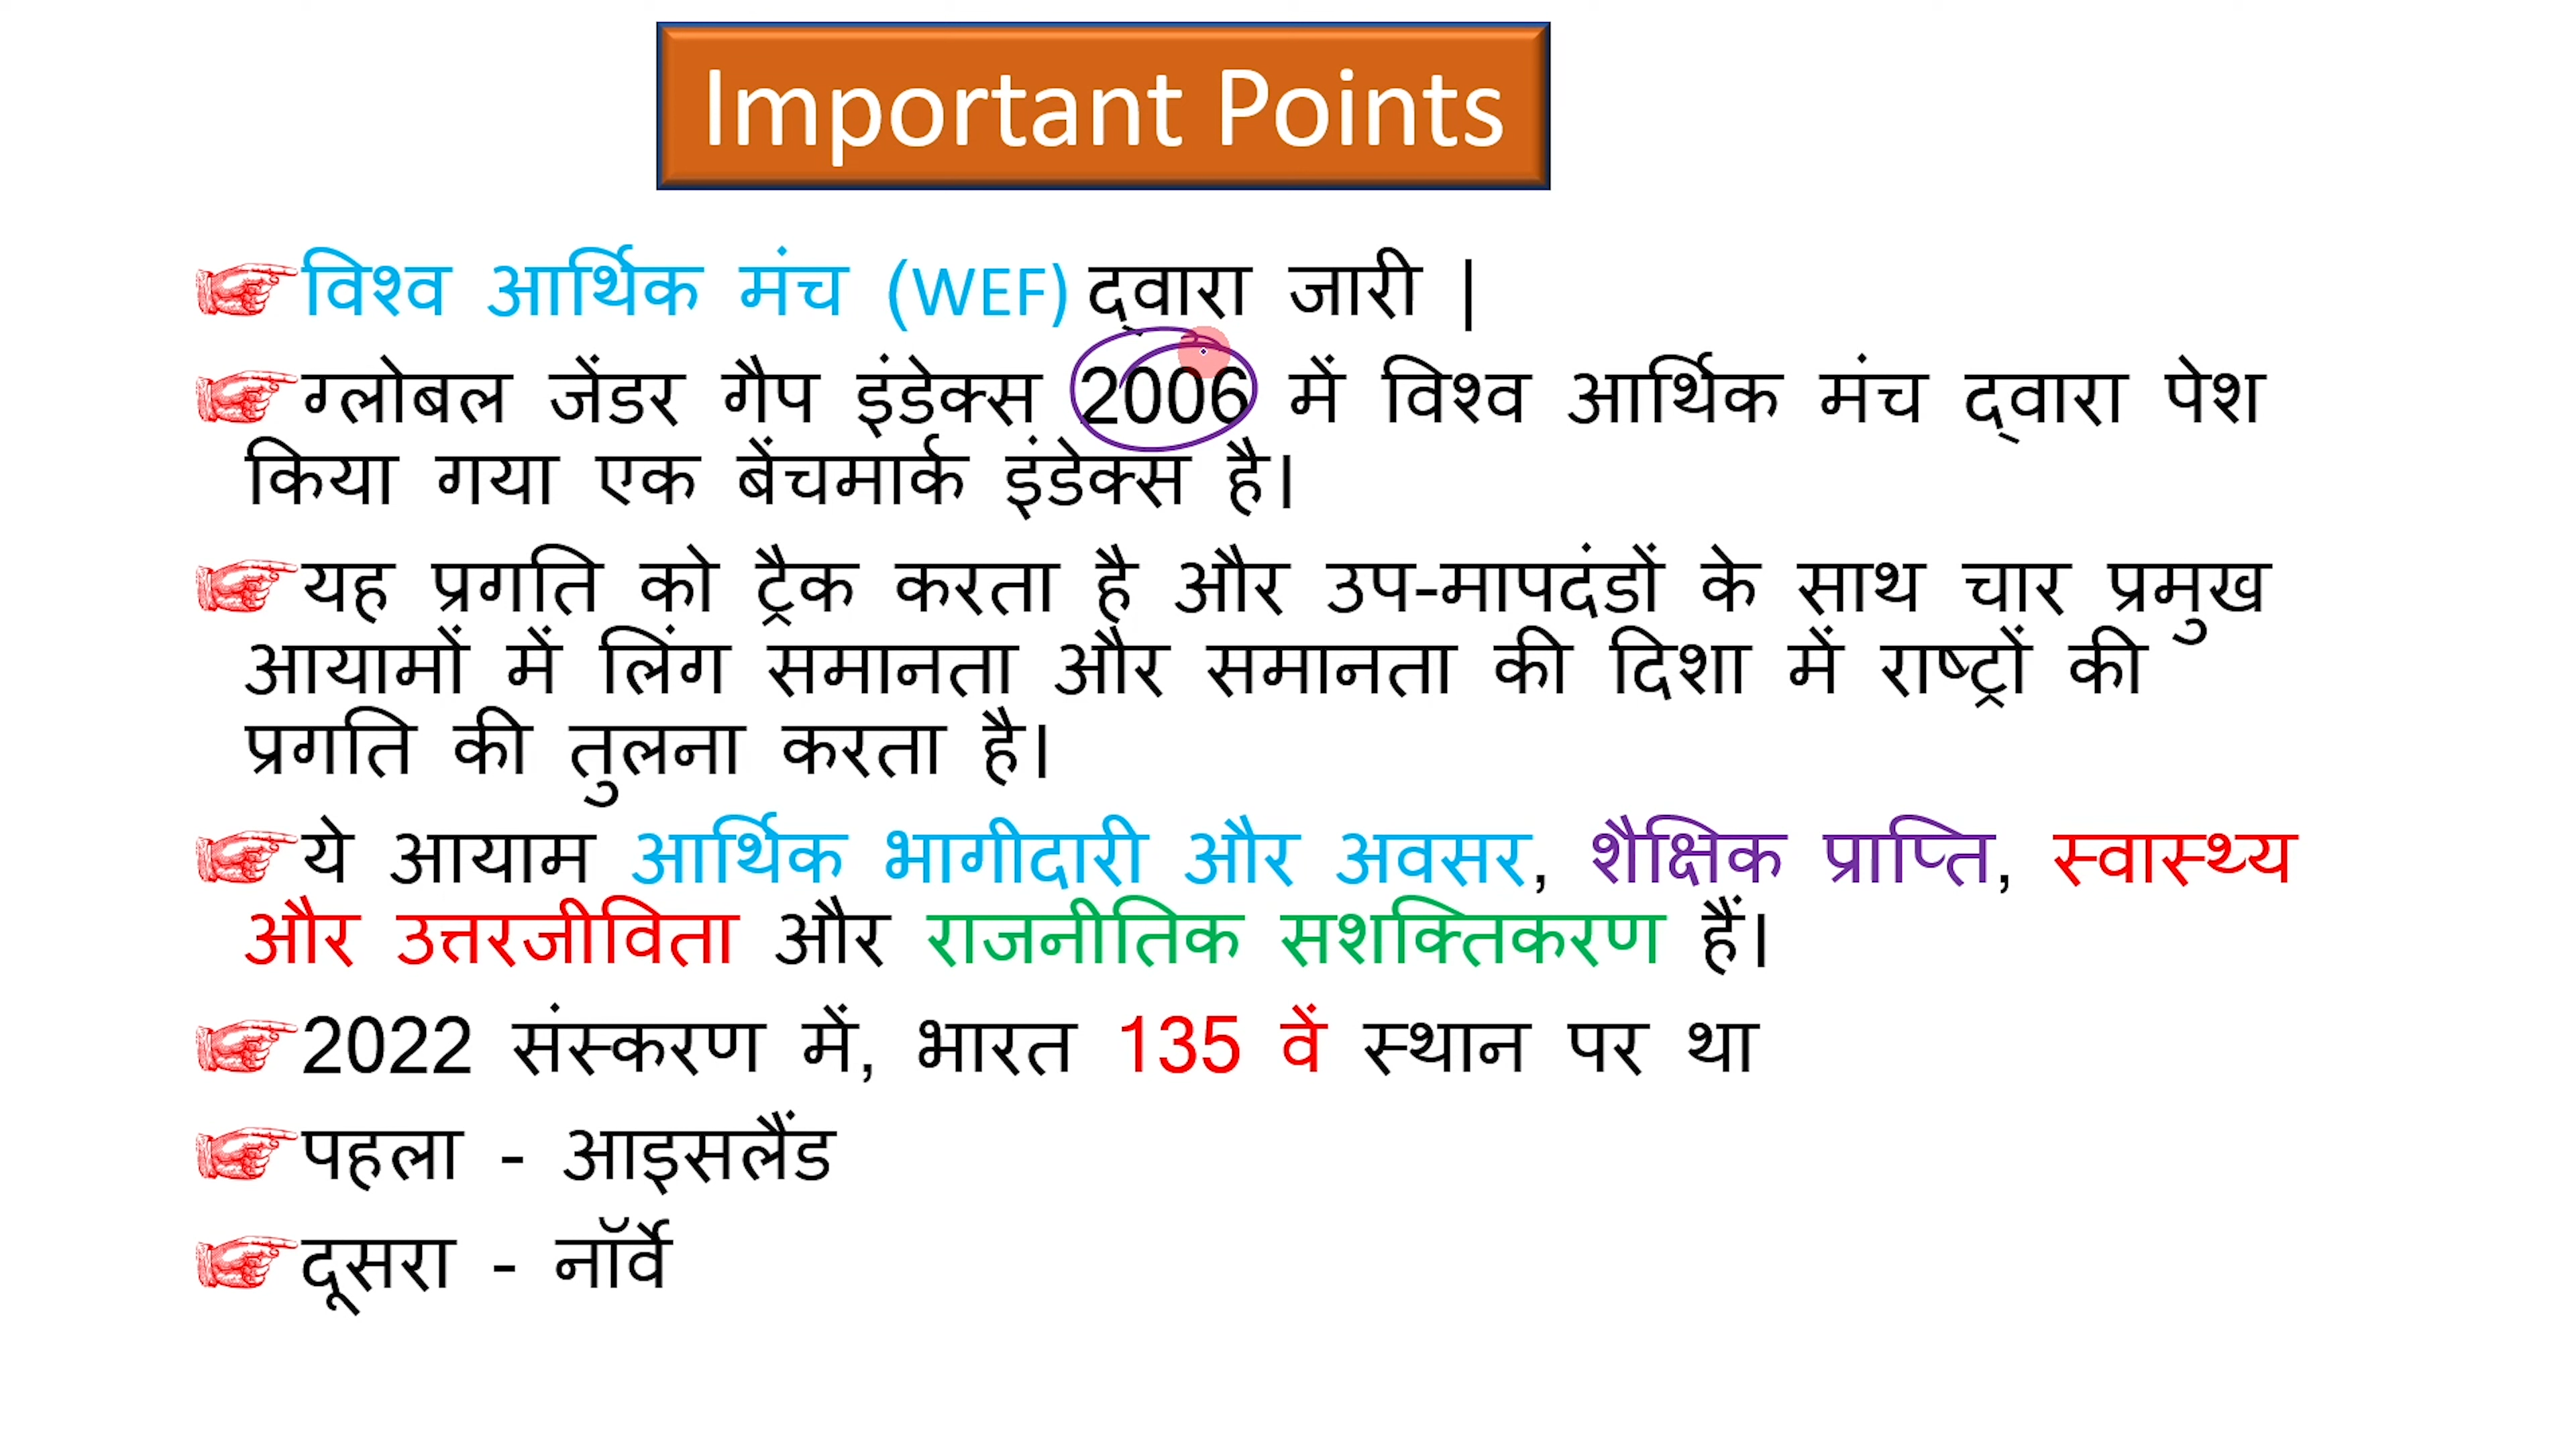 Important Points
विश्व आर्थिक मंच (WEF) द्वारा जारी |
ग्लोबल जेंडर गैप इंडेक्स 2006 में विश्व आर्थिक मंच द्वारा पेश
किया गया एक बेंचमार्क इंडेक्स है।
यह प्रगति को ट्रैक करता है और उप-मापदंडों के साथ चार प्रमुख
आयामों में लिंग समानता और समानता की दिशा में राष्ट्रों की
प्रगति की तुलना करता है।
ये आयाम आर्थिक भागीदारी और अवसर, शैक्षिक प्राप्ति, स्वास्थ्य
और उत्तरजीविता और राजनीतिक सशक्तिकरण हैं।
2022 संस्करण में, भारत 135 वें स्थान पर था
पहला - आइसलैंड
दूसरा - नॉर्वे